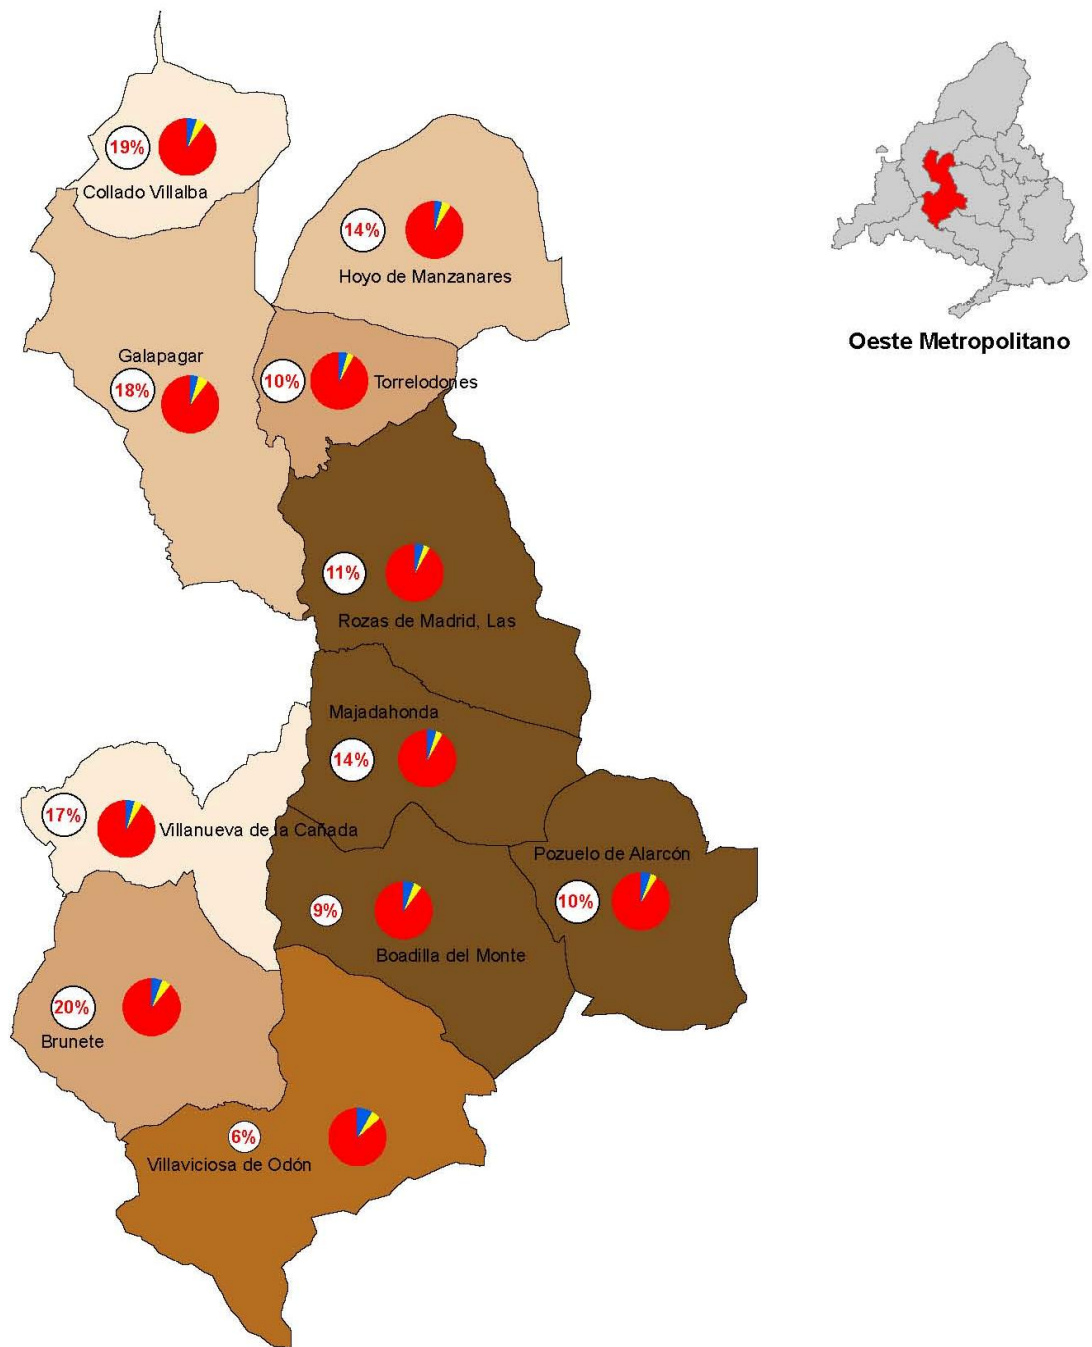 19%
Collado Villalba
14%
Hoyo de Manzanares
Oeste Metropolitano
Galapagar
18%
10%
Torrelodones
11%
Rozas de Madrid, Las
Majadahonda
14%
17%
Villanueva de la Cañada
Pozuelo de Alarcón
10%
9%
Boadilla del Monte
20%
Brunete
6%
Villaviciosa de Odón